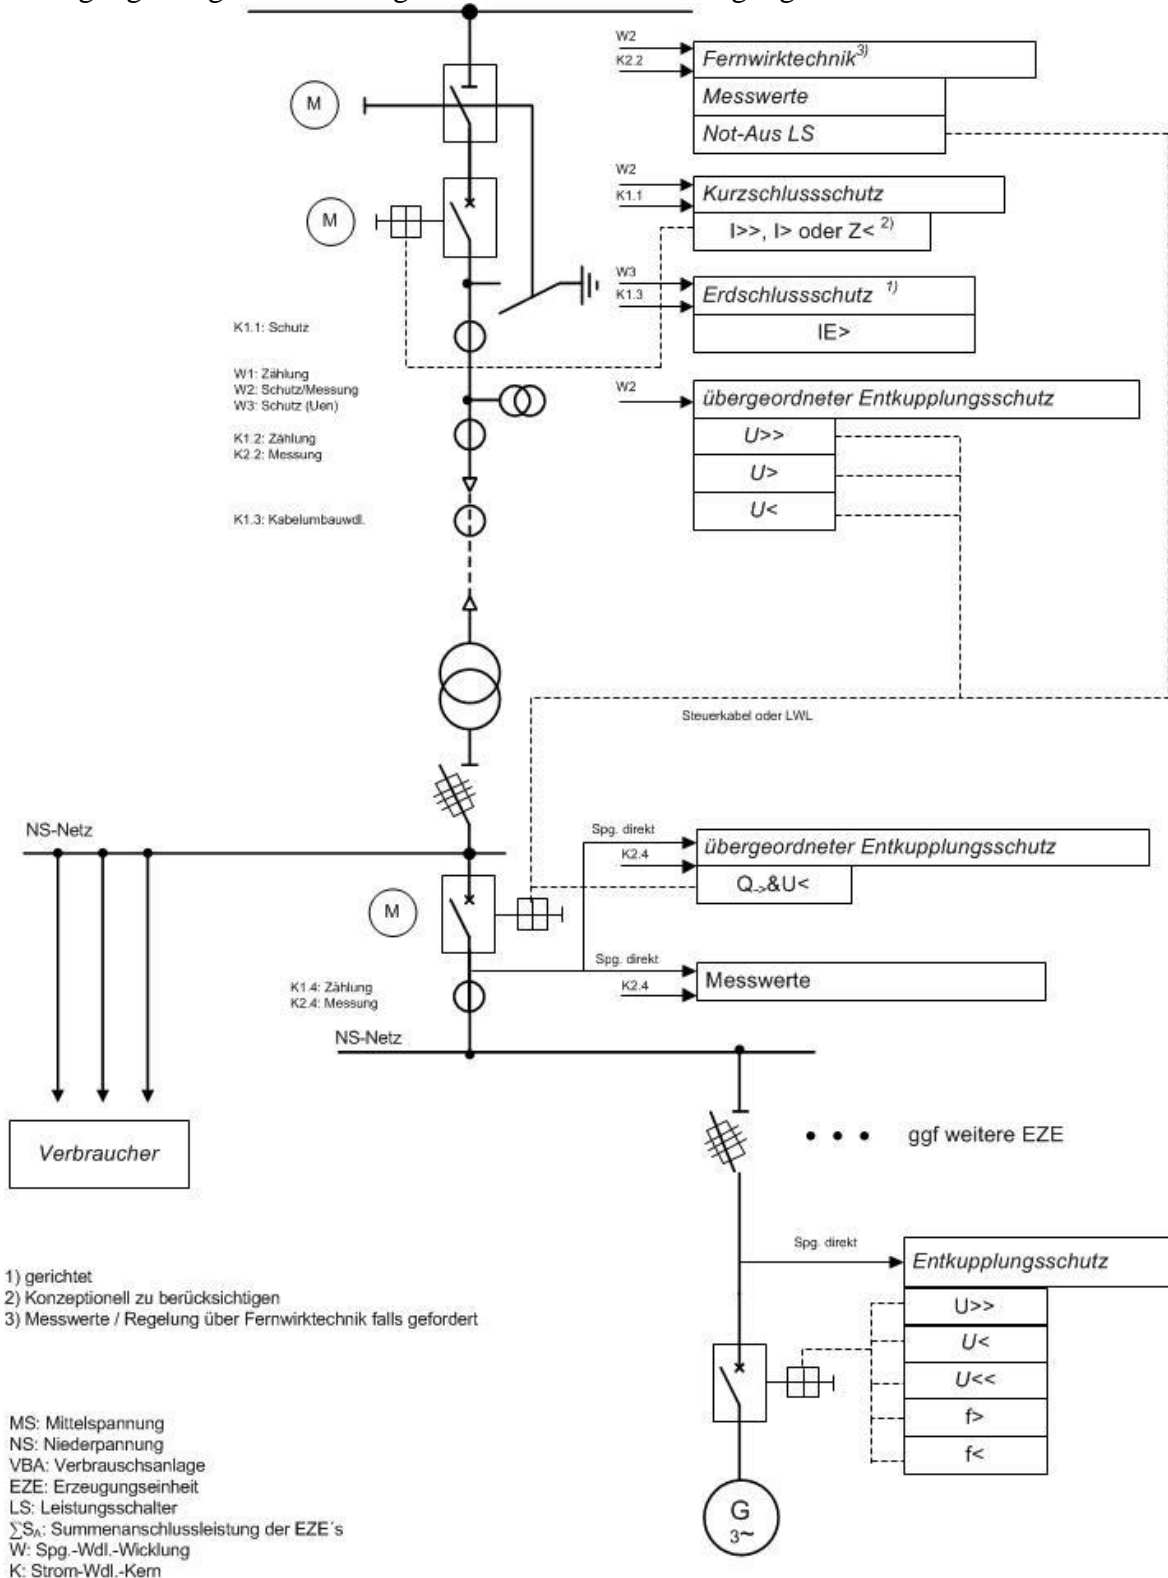 W2
K2.2
Fernwirktechnik3)
Messwerte
Not-Aus LS
M
W2
K1.1
Kurzschlussschutz
I>>, I> oder Z< 2)
M
W3
K1.3
Erdschlussschutz 1)
IE>
K1.1: Schutz
W1: Zählung
W2: Schutz/Messung
W3: Schutz (Uen)
K1.2: Zählung
K2.2: Messung
K1.3: Kabelumbauwdl.
W2
übergeordneter Entkupplungsschutz
U>>
U>
U<
Steuerkabel oder LWL
NS-Netz
Spg. direkt
K2.4
übergeordneter Entkupplungsschutz
Q->&U<
M
Spg. direkt
K2.4
Messwerte
K1.4: Zählung
K2.4: Messung
NS-Netz
Verbraucher
ggf weitere EZE
Spg. direkt
Entkupplungsschutz
U>>
U<
U<<
f>
f<
G
3~
1) gerichtet
2) Konzeptionell zu berücksichtigen
3) Messwerte / Regelung über Fernwirktechnik falls gefordert
MS: Mittelspannung
NS: Niederpannung
VBA: Verbrauschsanlage
EZE: Erzeugungseinheit
LS: Leistungsschalter
∑SA: Summenanschlussleistung der EZE´s
W: Spg.-Wdl.-Wicklung
K: Strom-Wdl.-Kern